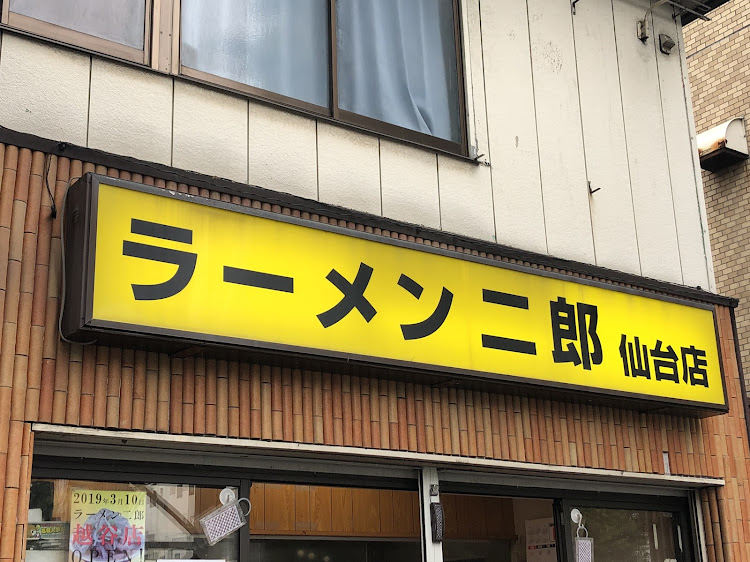 ラーメン二郎 仙台店
2019年3月10日
ラーメン二郎
越谷店
OPEN!